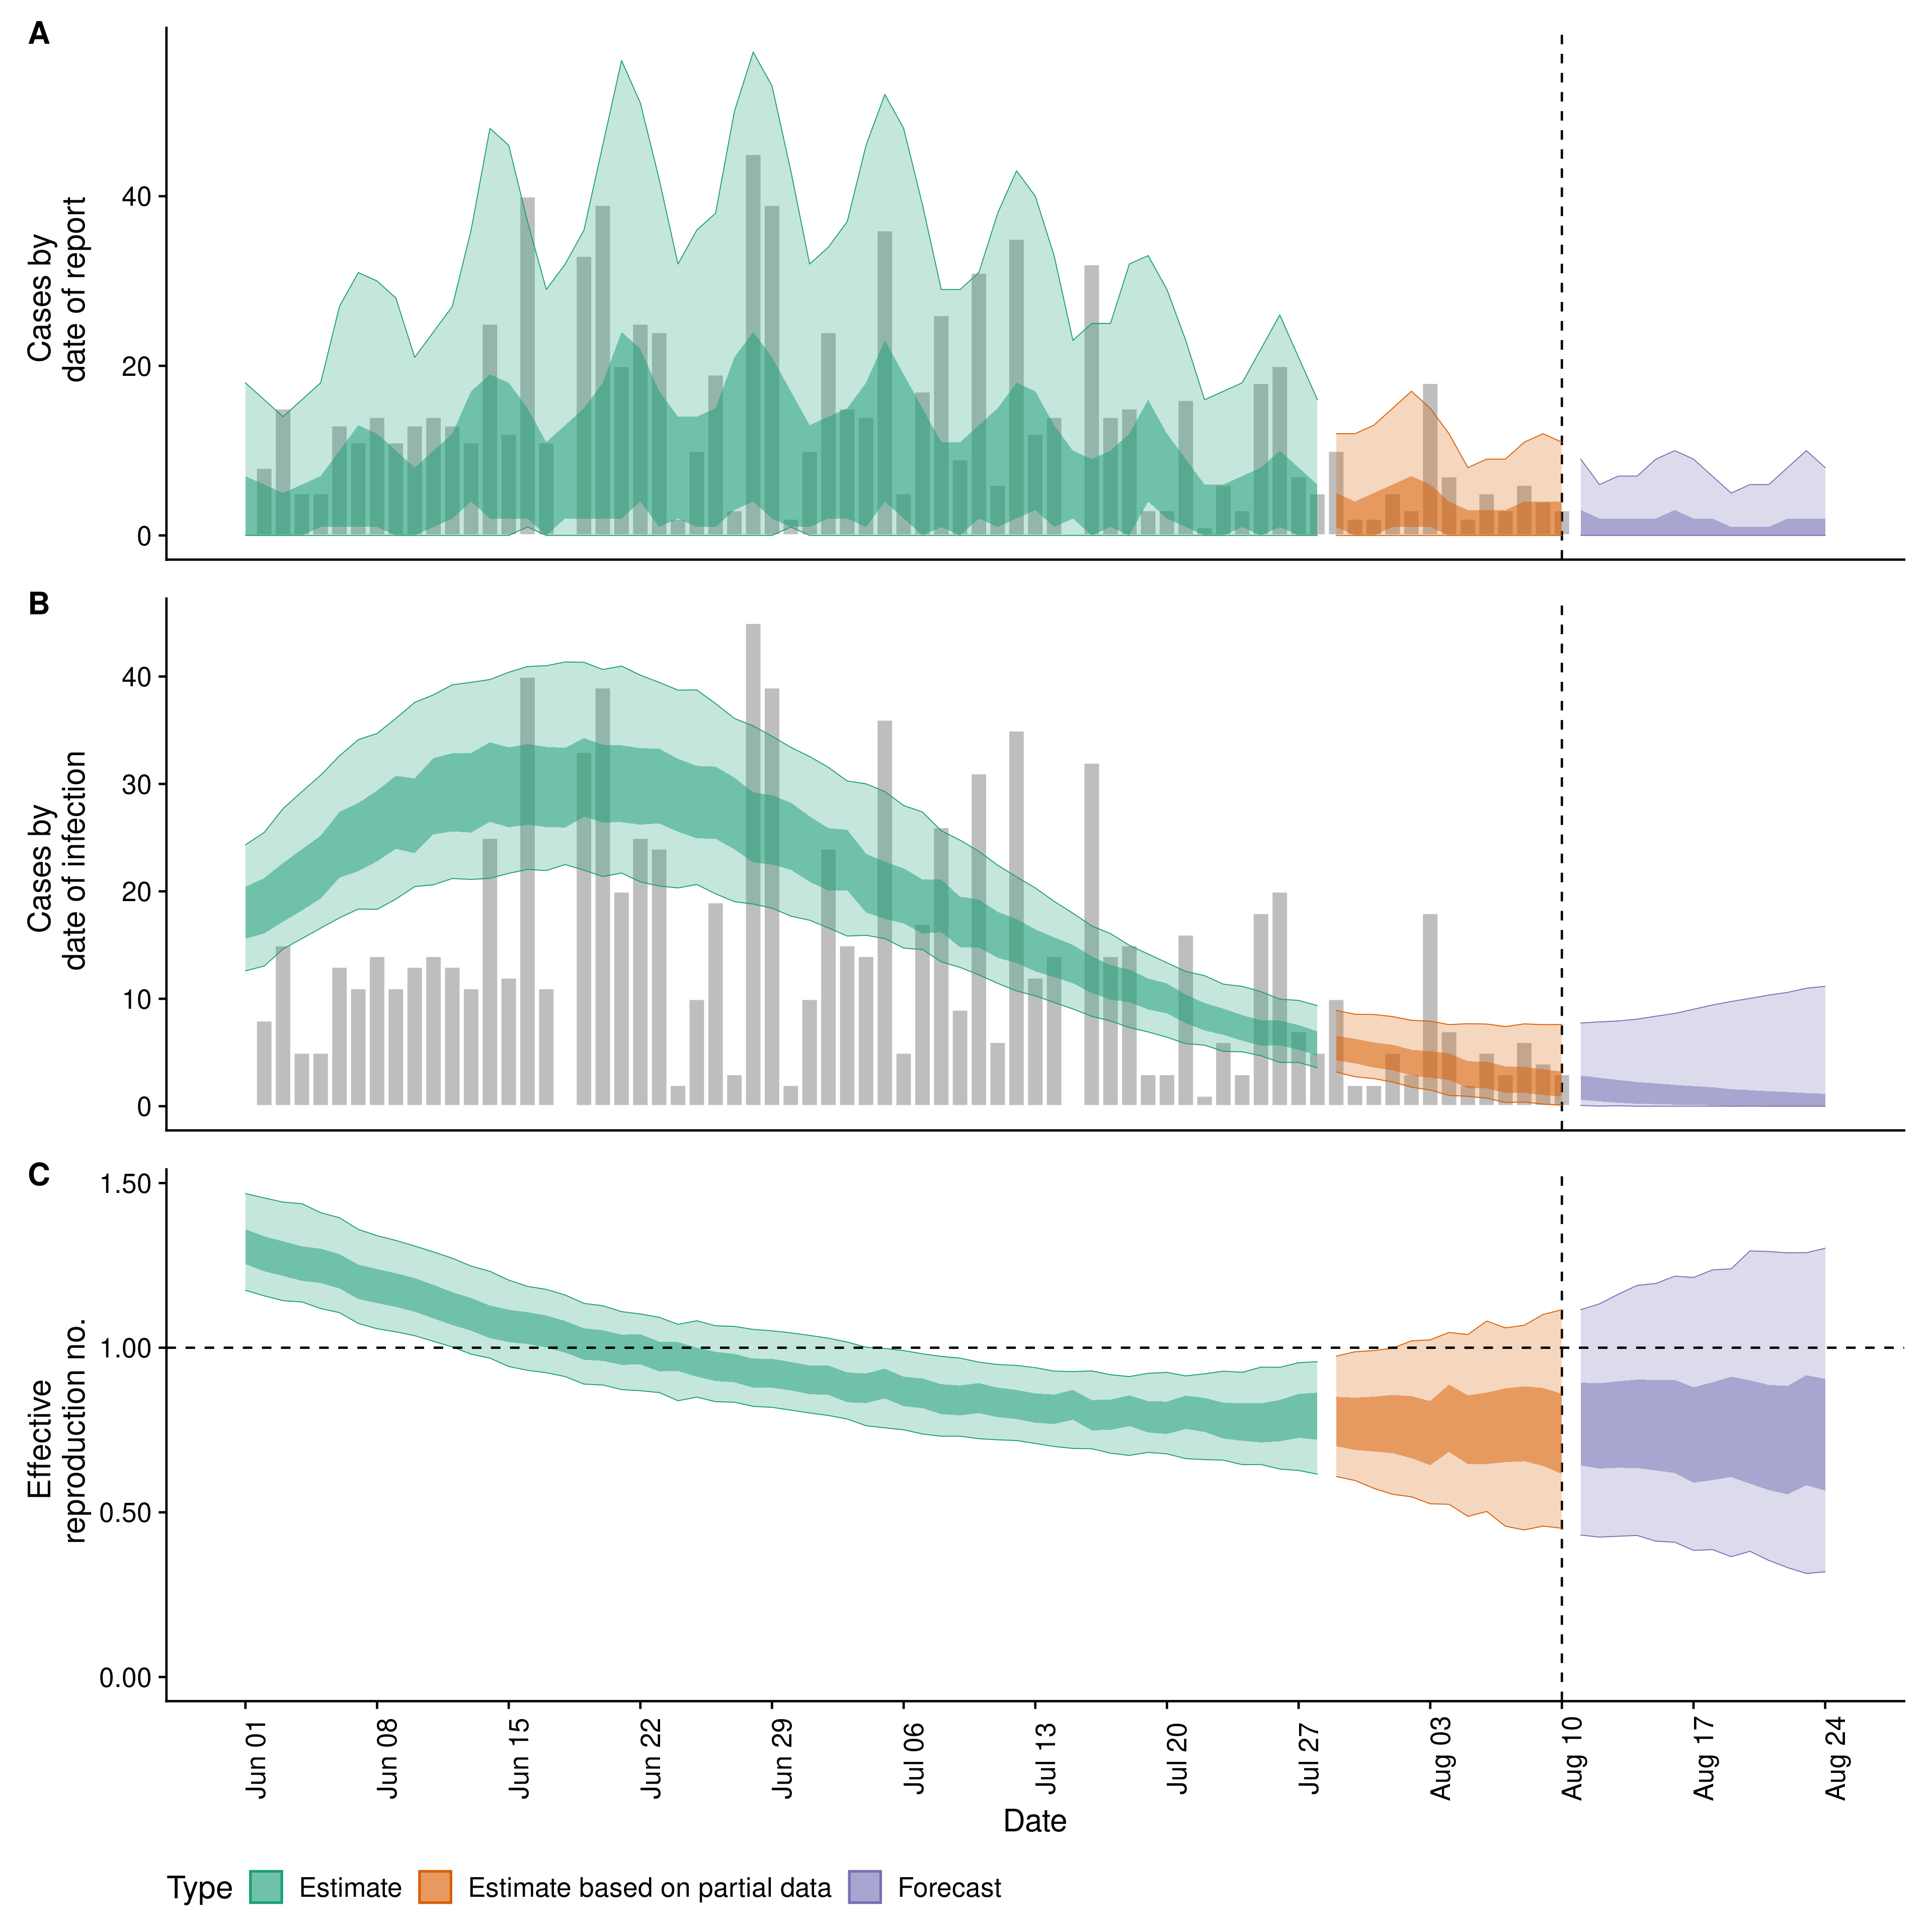 A
Cases by
date of report
40
20
0
B
Cases by
date of infection
40
30
20
10
0
C
Effective
reproduction no.
1.50
1.00
0.50
0.00
Jun 01
Jun 08
Jun 15
Jun 22
Jun 29
Jul 06
Jul 13
Jul 20
Jul 27
Aug 03
Aug 10
Aug 17
Aug 24
Date
Type Estimate Estimate based on partial data Forecast